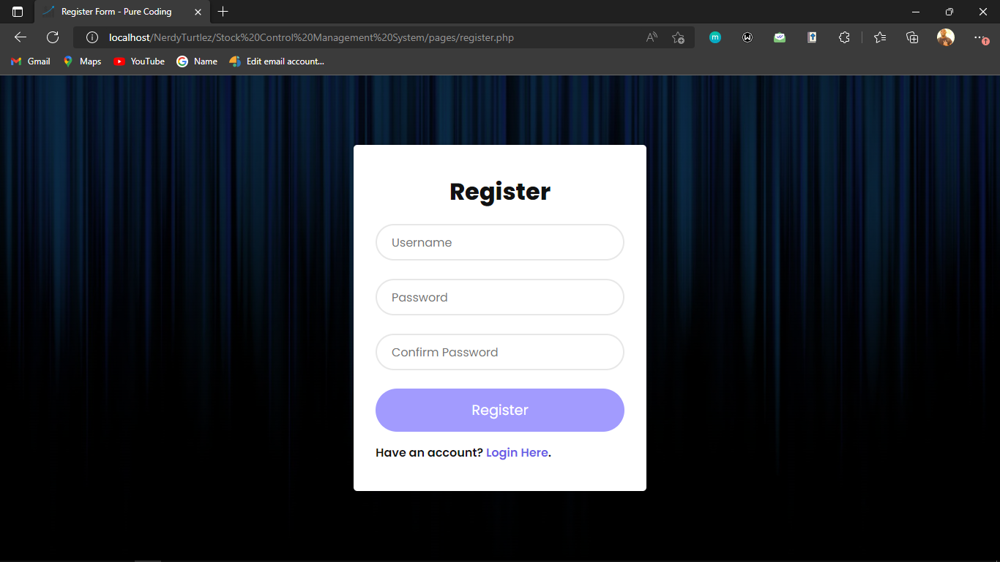 Register Form - Pure Coding
localhost/NerdyTurtlez/Stock%20Control%20Management%20System/pages/register.php
Gmail Maps YouTube Name Edit email account...
Register
Username
Password
Confirm Password
Register
Have an account? Login Here.